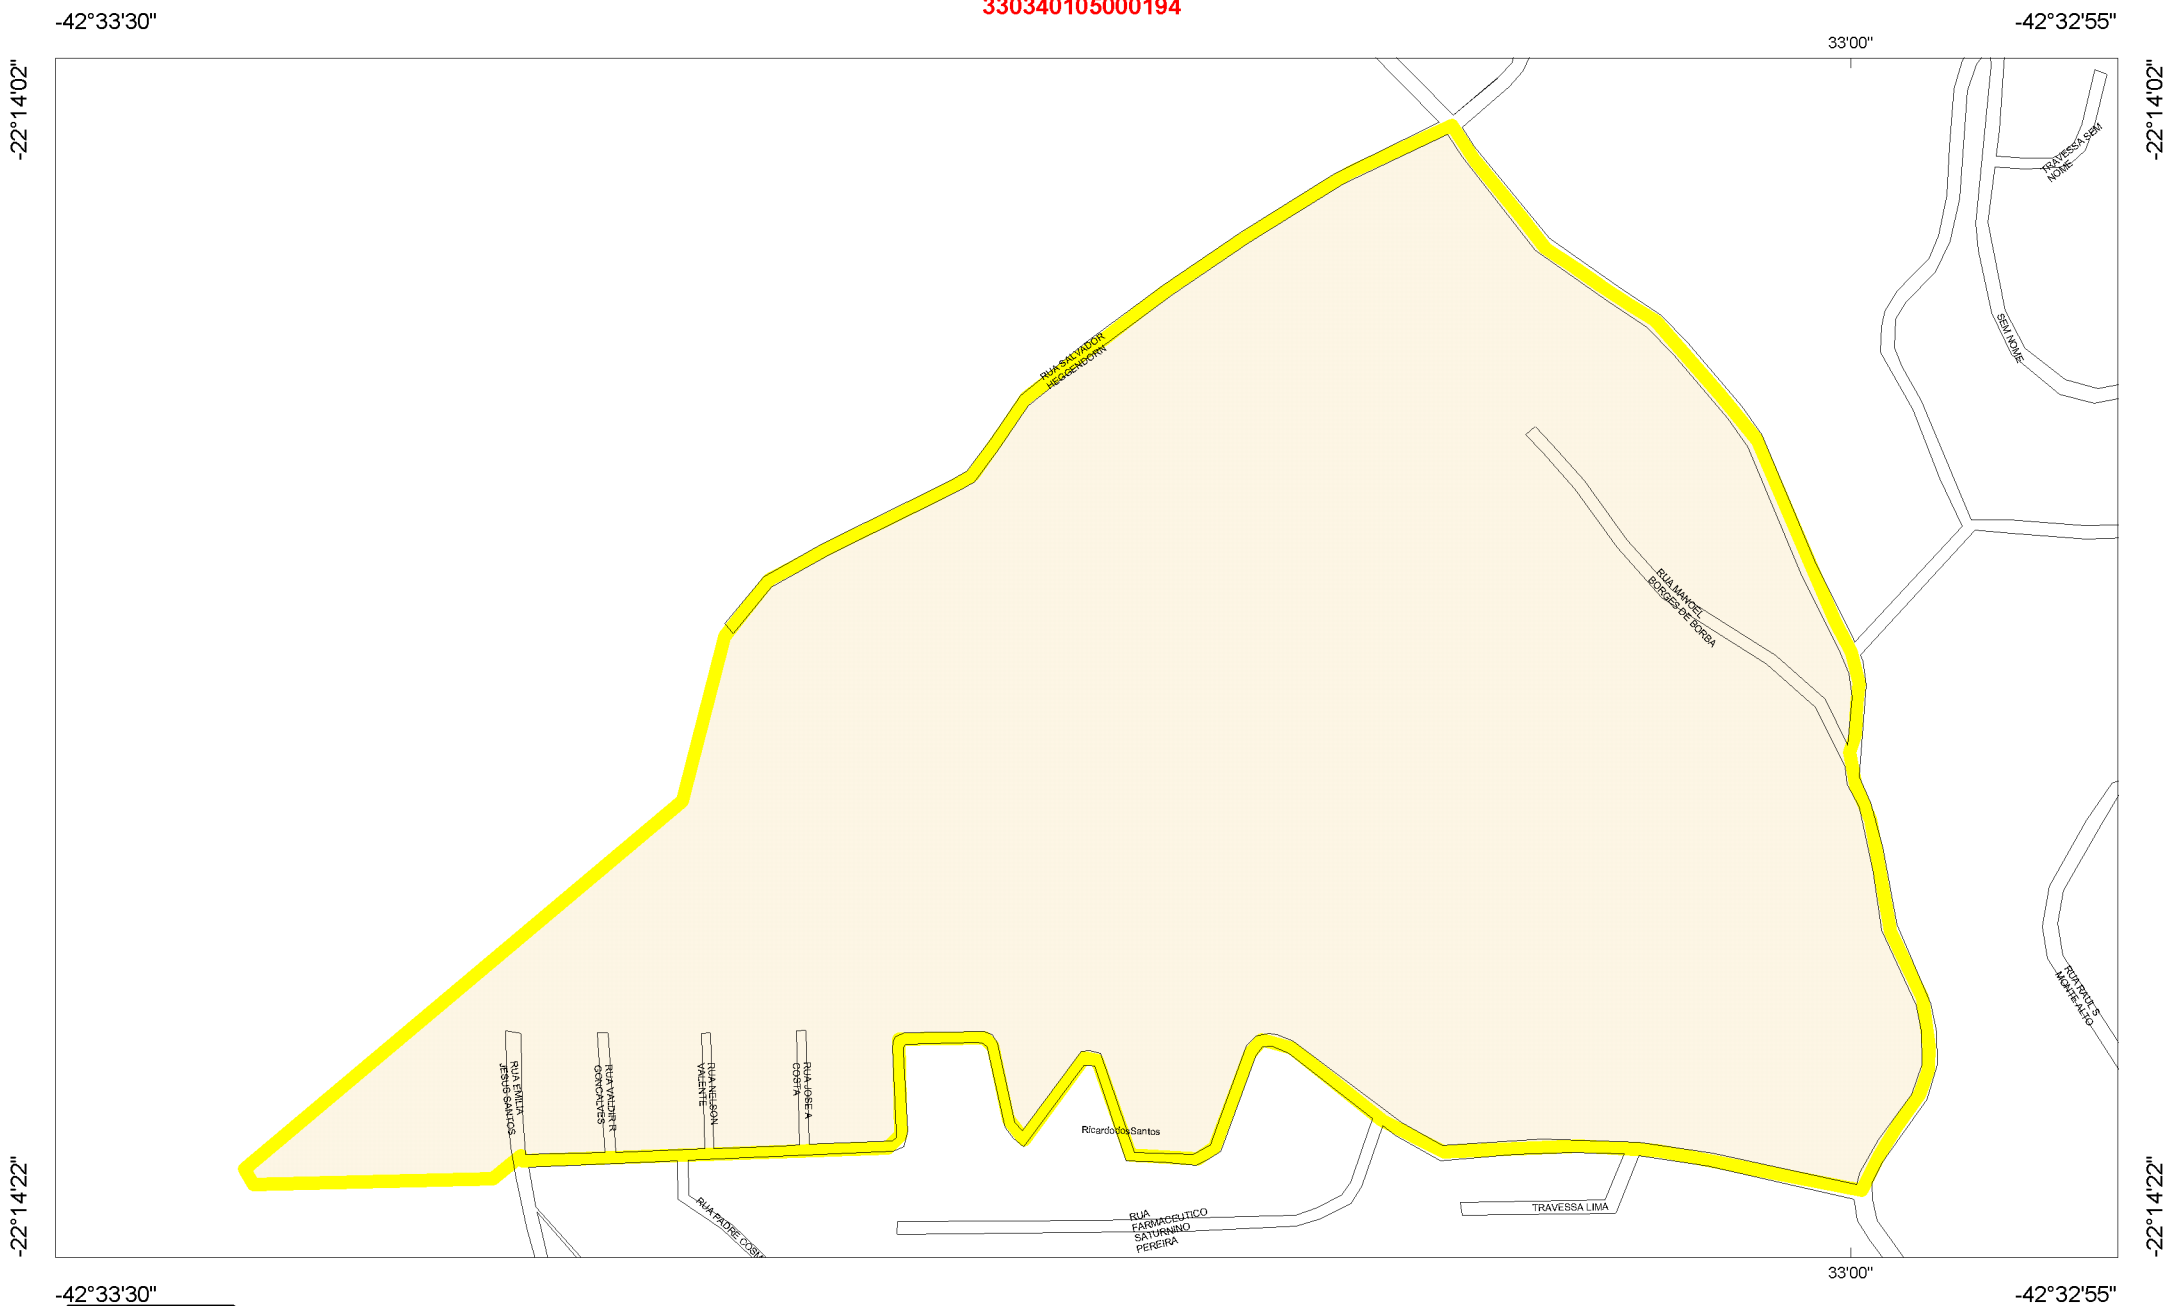 330340105000194
-42°33'30"
-42°32'55"
33'00"
-22°14'02"
-22°14'02"
TRAVESSA SEM
NOME
SEM NOME
RUA SALVADOR
HEGGENDORN
RUA MANOEL
BORGES DE BORBA
RUA RAUL S
MONTE ALTO
RUA EMILIA
JESUS SANTOS
RUA VALDIR R
GONCALVES
RUA NELSON
VALENTE
RUA JOSE A
COSTA
RicardodosSantos
RUA PADRE COSM
RUA
FARMACEUTICO
SATURNINO
PEREIRA
TRAVESSA LIMA
-22°14'22"
-22°14'22"
33'00"
-42°33'30"
-42°32'55"